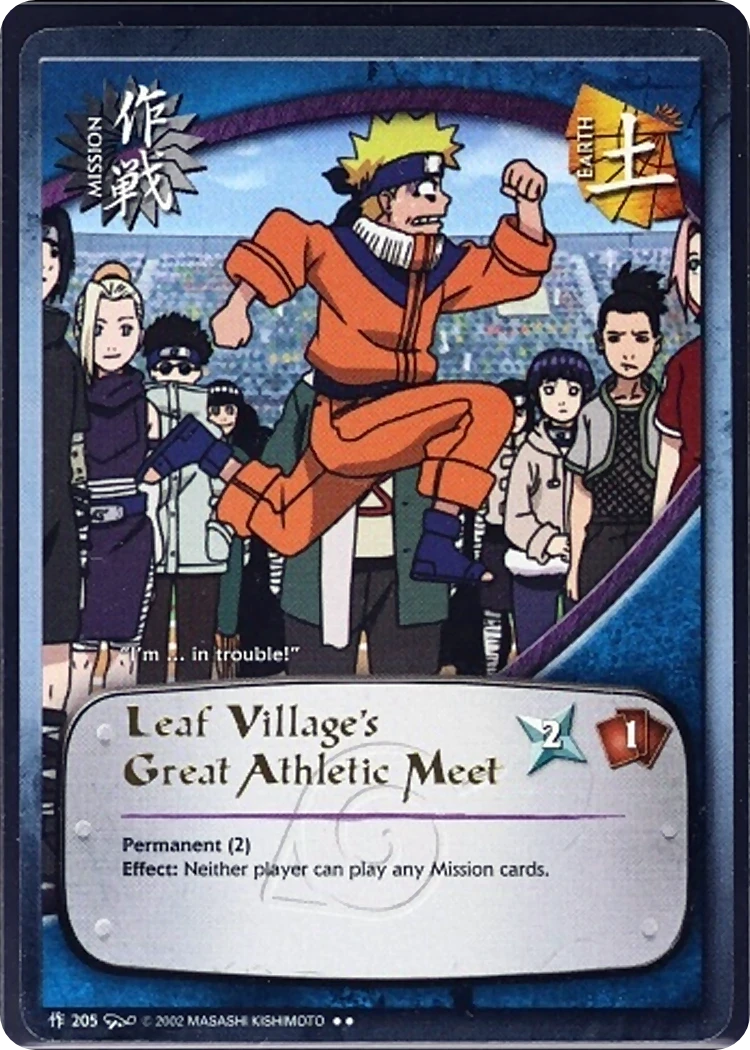 作戦
MISSION
EARTH
土
"I'm ... in trouble!"
Leaf Village's
Great Athletic Meet
2
1
Permanent (2)
Effect: Neither player can play any Mission cards.
作 205 © 2002 MASASHI KISHIMOTO ●●